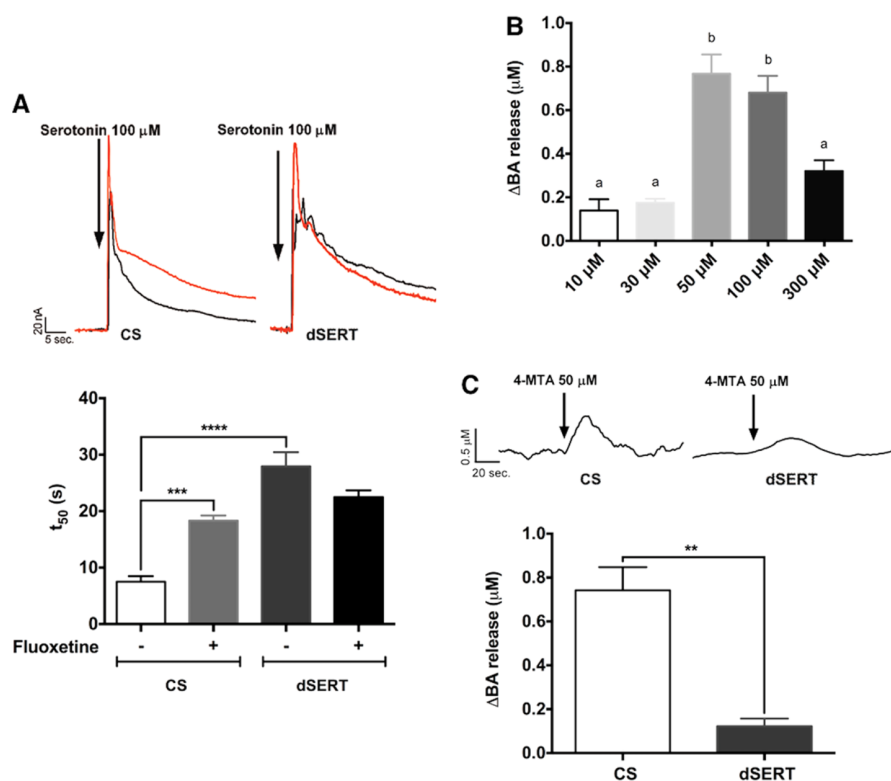 A
Serotonin 100 μM
Serotonin 100 μM
20 nA
5 sec.
CS
dSERT
t50 (s)
40
30
20
10
0
****
***
Fluoxetine - + - +
CS
dSERT
B
ΔBA release (μM)
1.0
0.8
0.6
0.4
0.2
0.0
a
a
b
b
a
10 μM
30 μM
50 μM
100 μM
300 μM
C
4-MTA 50 μM
4-MTA 50 μM
0.5 μM
20 sec.
CS
dSERT
ΔBA release (μM)
1.0
0.8
0.6
0.4
0.2
0.0
**
CS
dSERT